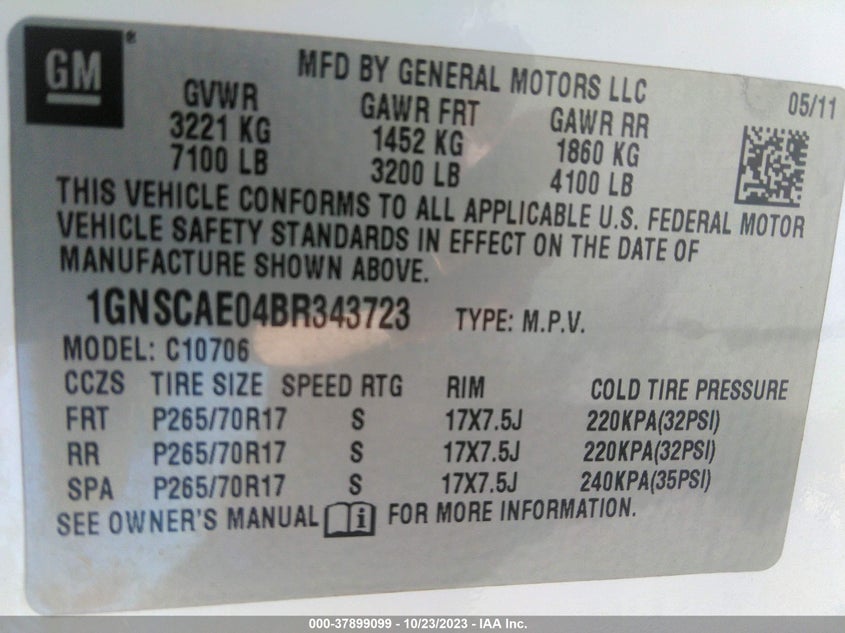 GM®
MFD BY GENERAL MOTORS LLC
05/11
GVWR GAWR FRT GAWR RR
3221 KG 1452 KG 1860 KG
7100 LB 3200 LB 4100 LB
THIS VEHICLE CONFORMS TO ALL APPLICABLE U.S. FEDERAL MOTOR
VEHICLE SAFETY STANDARDS IN EFFECT ON THE DATE OF
MANUFACTURE SHOWN ABOVE.
1GNSCAE04BR343723 TYPE: M.P.V.
MODEL: C10706
CCZS TIRE SIZE SPEED RTG RIM COLD TIRE PRESSURE
FRT P265/70R17 S 17X7.5J 220KPA(32PSI)
RR P265/70R17 S 17X7.5J 220KPA(32PSI)
SPA P265/70R17 S 17X7.5J 240KPA(35PSI)
SEE OWNER'S MANUAL i FOR MORE INFORMATION.
000-37899099 - 10/23/2023 - IAA Inc.